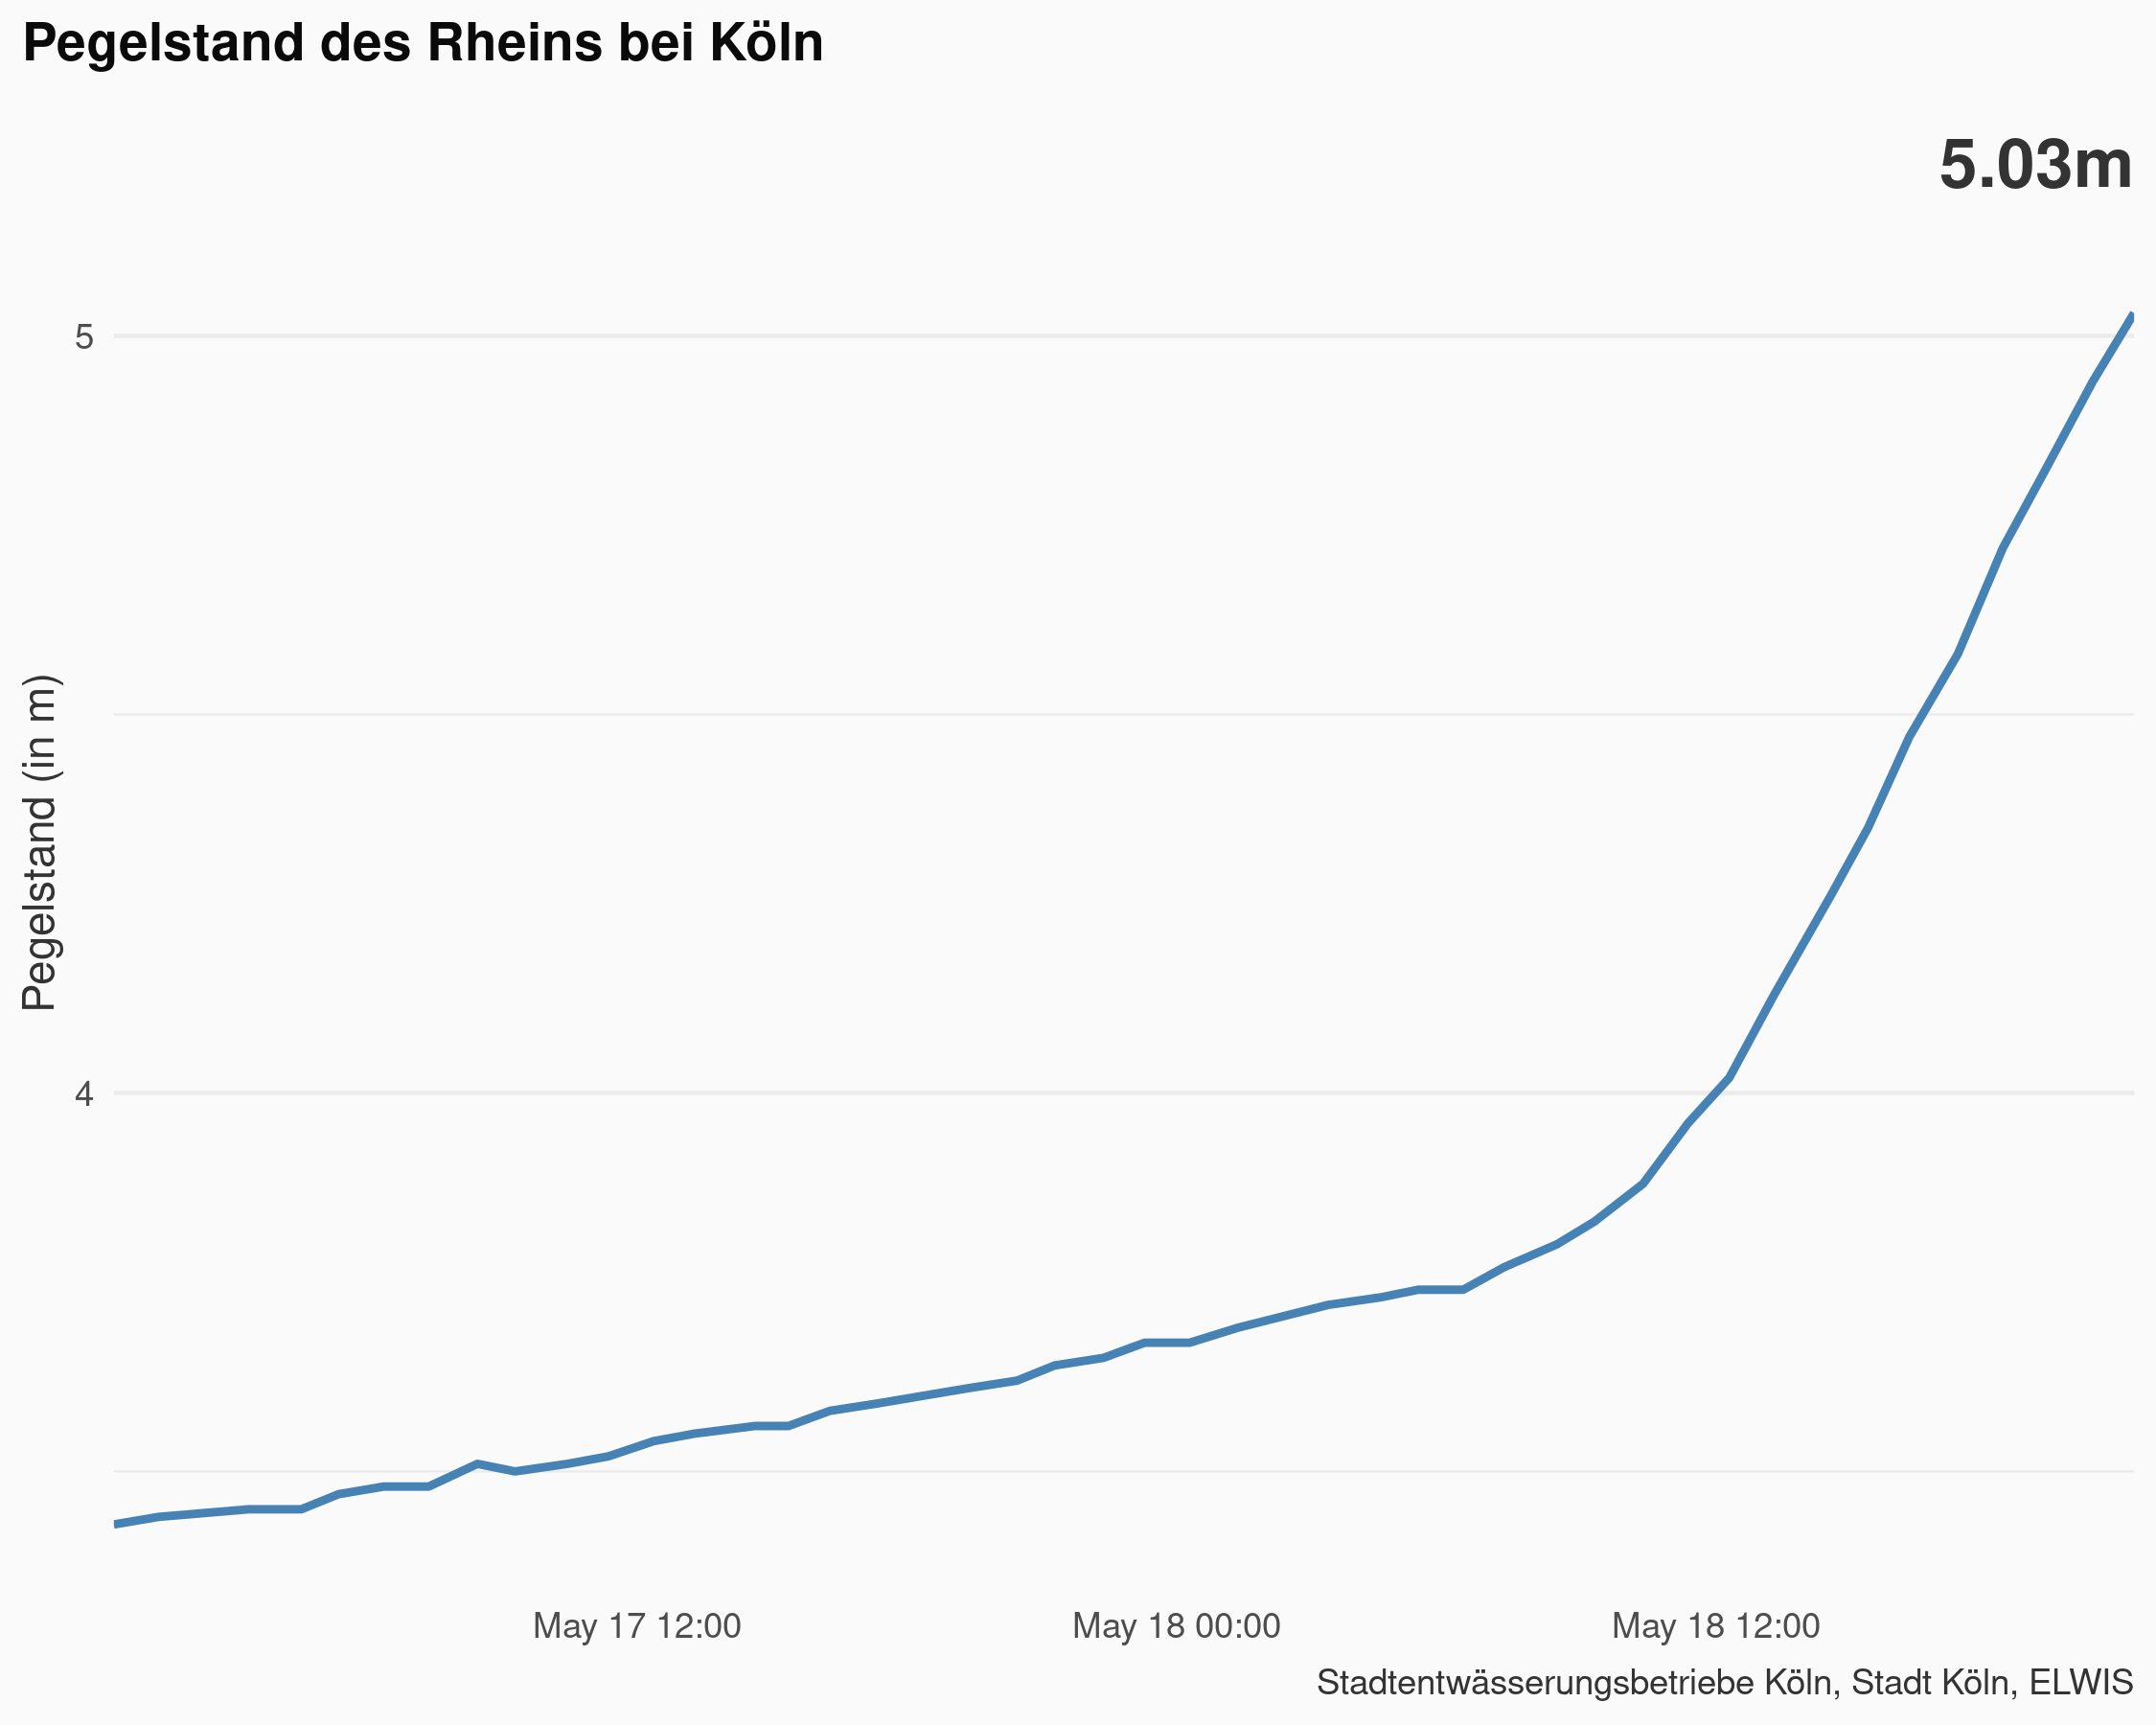 Pegelstand des Rheins bei Köln
5.03m
5
Pegelstand (in m)
4
May 17 12:00
May 18 00:00
May 18 12:00
Stadtentwässerungsbetriebe Köln, Stadt Köln, ELWIS